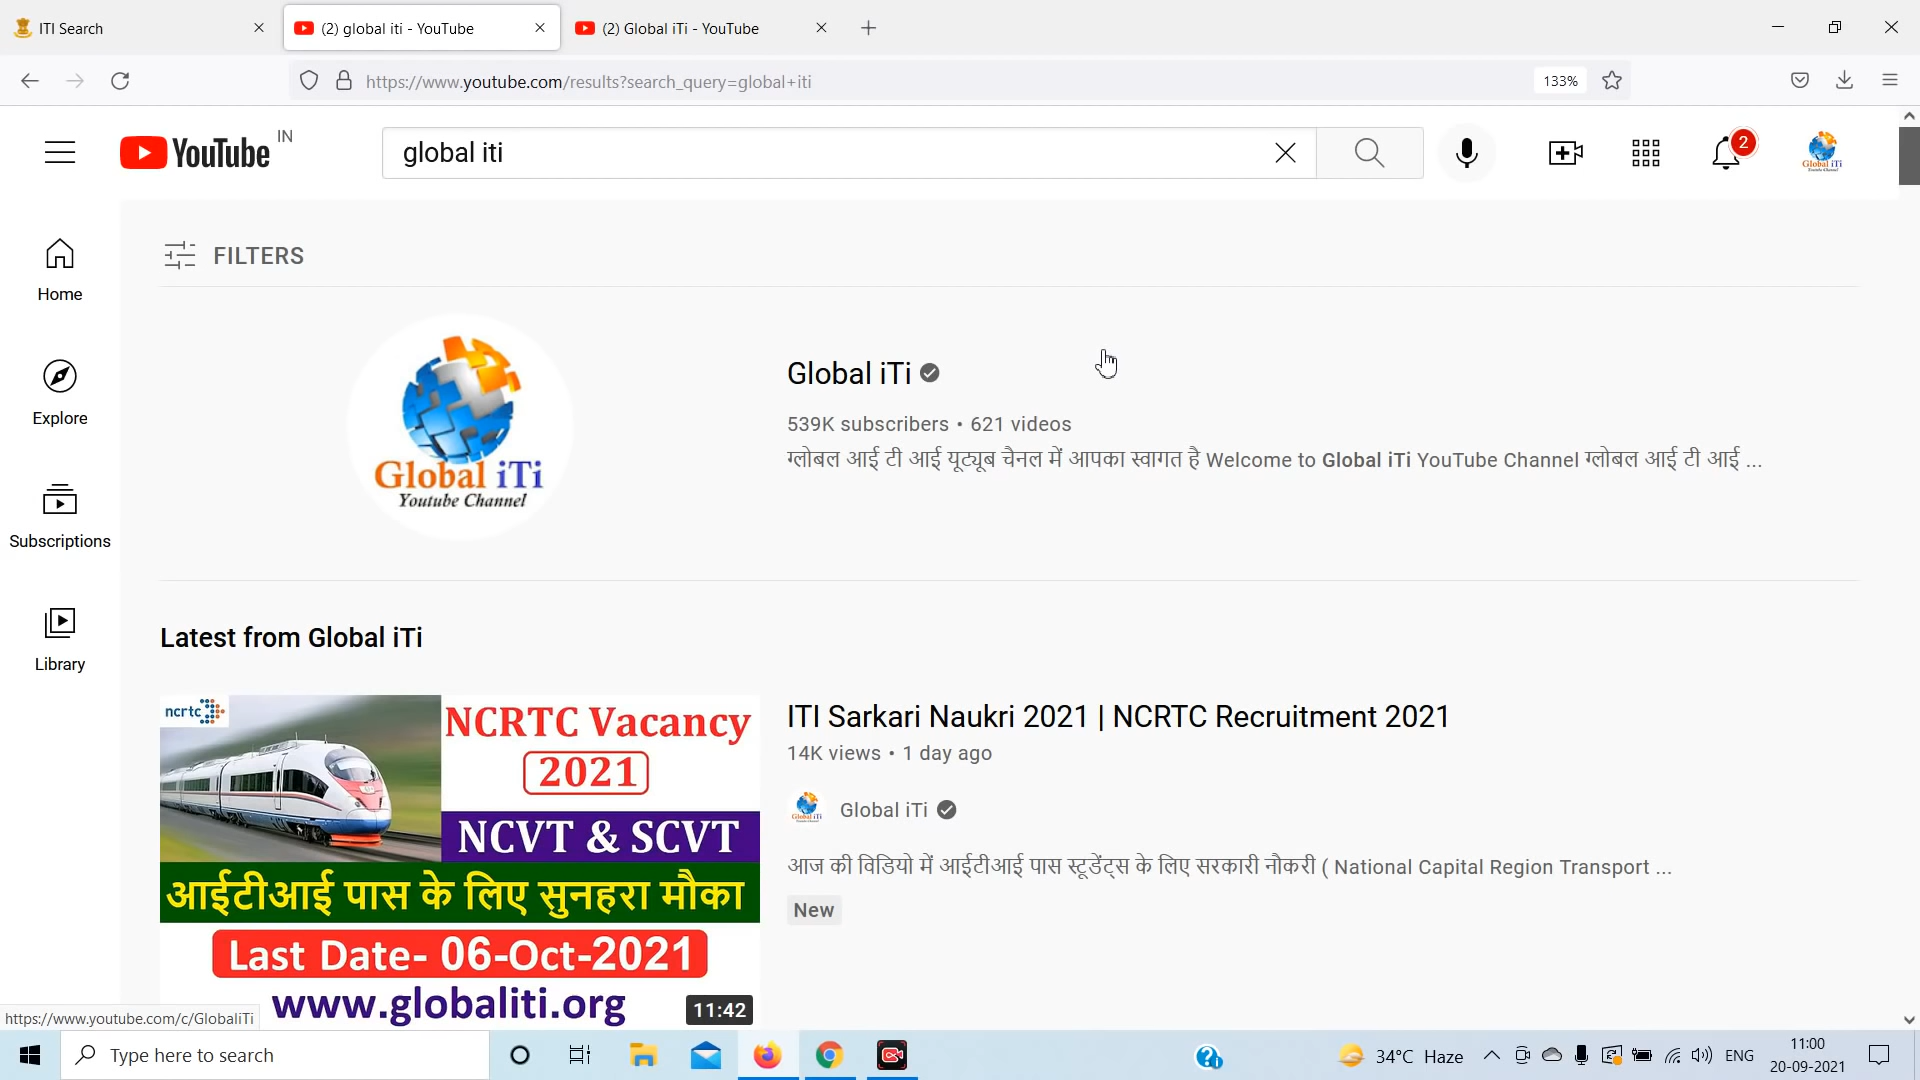 ITI Search
(2) global iti - YouTube
(2) Global iTi - YouTube
https://www.youtube.com/results?search_query=global+iti
133%
YouTube IN
global iti
2
Global iTi
Home
Explore
Subscriptions
Library
FILTERS
Global iTi
Youtube Channel
Global iTi
539K subscribers • 621 videos
ग्लोबल आई टी आई यूट्यूब चैनल में आपका स्वागत है Welcome to Global iTi YouTube Channel ग्लोबल आई टी आई ...
Latest from Global iTi
ncrtc
NCRTC Vacancy
2021
NCVT & SCVT
आईटीआई पास के लिए सुनहरा मौका
Last Date- 06-Oct-2021
www.globaliti.org
11:42
ITI Sarkari Naukri 2021 | NCRTC Recruitment 2021
14K views • 1 day ago
Global iTi
Global iTi
आज की विडियो में आईटीआई पास स्टूडेंट्स के लिए सरकारी नौकरी ( National Capital Region Transport ...
New
https://www.youtube.com/c/GlobaliTi
Type here to search
34°C Haze
ENG
11:00
20-09-2021